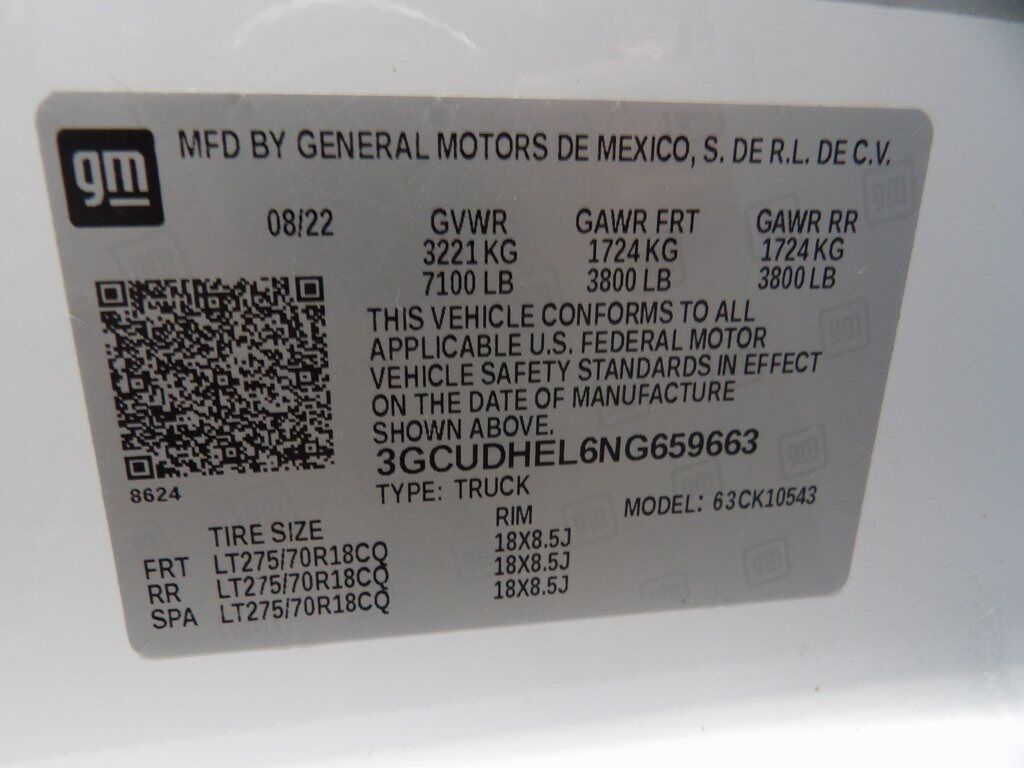 gm
MFD BY GENERAL MOTORS DE MEXICO, S. DE R.L. DE C.V.
08/22 GVWR GAWR FRT GAWR RR
3221 KG 1724 KG 1724 KG
7100 LB 3800 LB 3800 LB
THIS VEHICLE CONFORMS TO ALL
APPLICABLE U.S. FEDERAL MOTOR
VEHICLE SAFETY STANDARDS IN EFFECT
ON THE DATE OF MANUFACTURE
SHOWN ABOVE.
3GCUDHEL6NG659663
8624
TYPE: TRUCK MODEL: 63CK10543
TIRE SIZE RIM
FRT LT275/70R18CQ 18X8.5J
RR LT275/70R18CQ 18X8.5J
SPA LT275/70R18CQ 18X8.5J